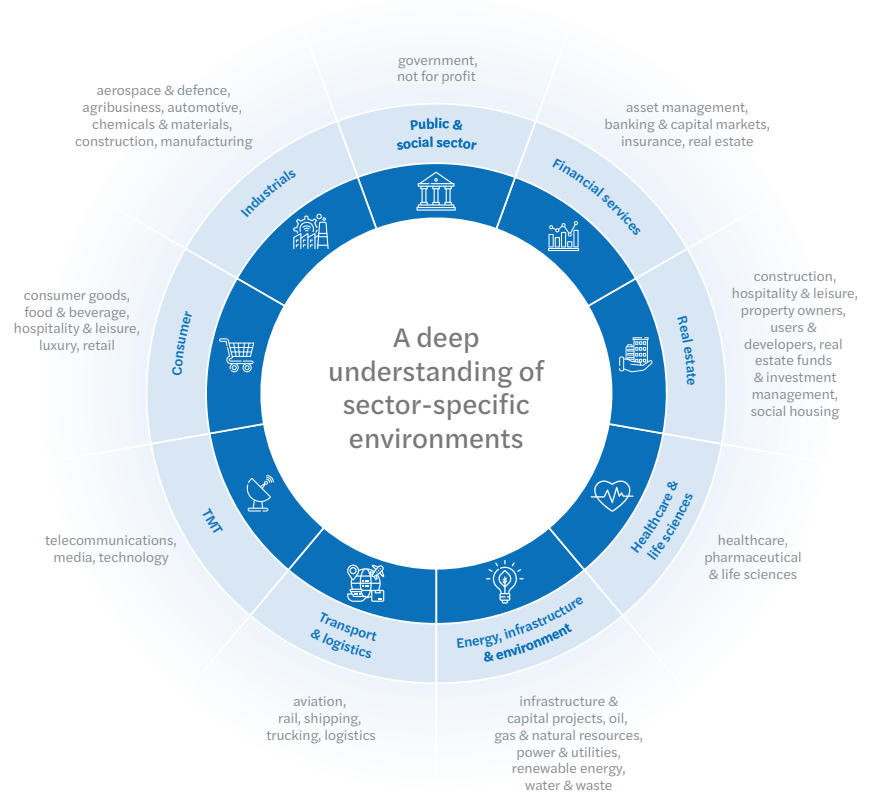 government,
not for profit
Public &
social sector
asset management,
banking & capital markets,
insurance, real estate
Financial services
construction,
hospitality & leisure,
property owners,
users &
developers, real
estate funds
& investment
management,
social housing
Real estate
healthcare,
pharmaceutical
& life sciences
Healthcare &
life sciences
infrastructure &
capital projects, oil,
gas & natural resources,
power & utilities,
renewable energy,
water & waste
Energy, infrastructure
& environment
aviation,
rail, shipping,
trucking, logistics
Transport
& logistics
telecommunications,
media, technology
TMT
consumer goods,
food & beverage,
hospitality & leisure,
luxury, retail
Consumer
aerospace & defence,
agribusiness, automotive,
chemicals & materials,
construction, manufacturing
Industrials
A deep
understanding of
sector-specific
environments